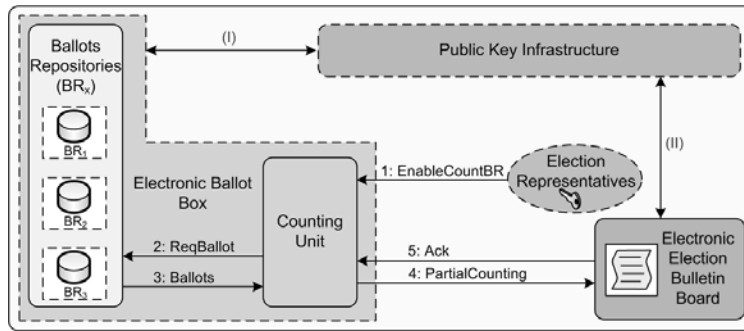 Ballots
Repositories
(BRx)
BR1
BR2
BR3
(I)
Public Key Infrastructure
(II)
1: EnableCountBR
Election
Representatives
Electronic Ballot
Box
Counting
Unit
2: ReqBallot
3: Ballots
5: Ack
4: PartialCounting
Electronic
Election
Bulletin
Board